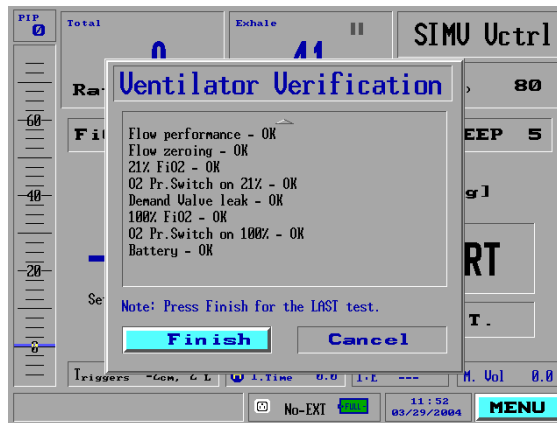 PIP
0
Total
Exhale
SIMV Vctrl
80
60
PEEP 5
Ventilator Verification
Flow performance - OK
Flow zeroing - OK
21% FiO2 - OK
O2 Pr.Switch on 21% - OK
Demand Valve leak - OK
100% FiO2 - OK
O2 Pr.Switch on 100% - OK
Battery - OK
40
20
Note: Press Finish for the LAST test.
Finish
Cancel
0
Triggers
I.Time 0.0
I:E ---
M. Vol 0.0
No-EXT
FULL
11:52
03/29/2004
MENU